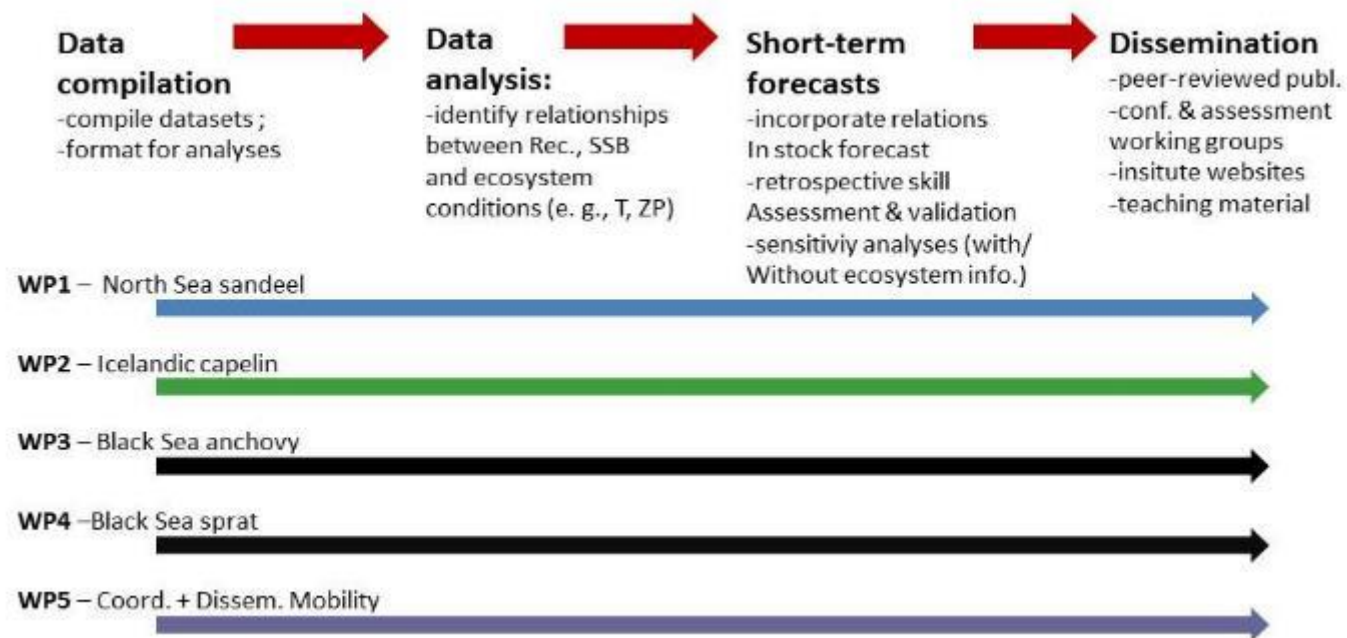 Data
compilation
-compile datasets ;
-format for analyses
Data
analysis:
-identify relationships
between Rec., SSB
and ecosystem
conditions (e. g., T, ZP)
Short-term
forecasts
-incorporate relations
In stock forecast
-retrospective skill
Assessment & validation
-sensitiviy analyses (with/
Without ecosystem info.)
Dissemination
-peer-reviewed publ.
-conf. & assessment
working groups
-insitute websites
-teaching material
WP1 – North Sea sandeel
WP2 – Icelandic capelin
WP3 – Black Sea anchovy
WP4 –Black Sea sprat
WP5 – Coord. + Dissem. Mobility